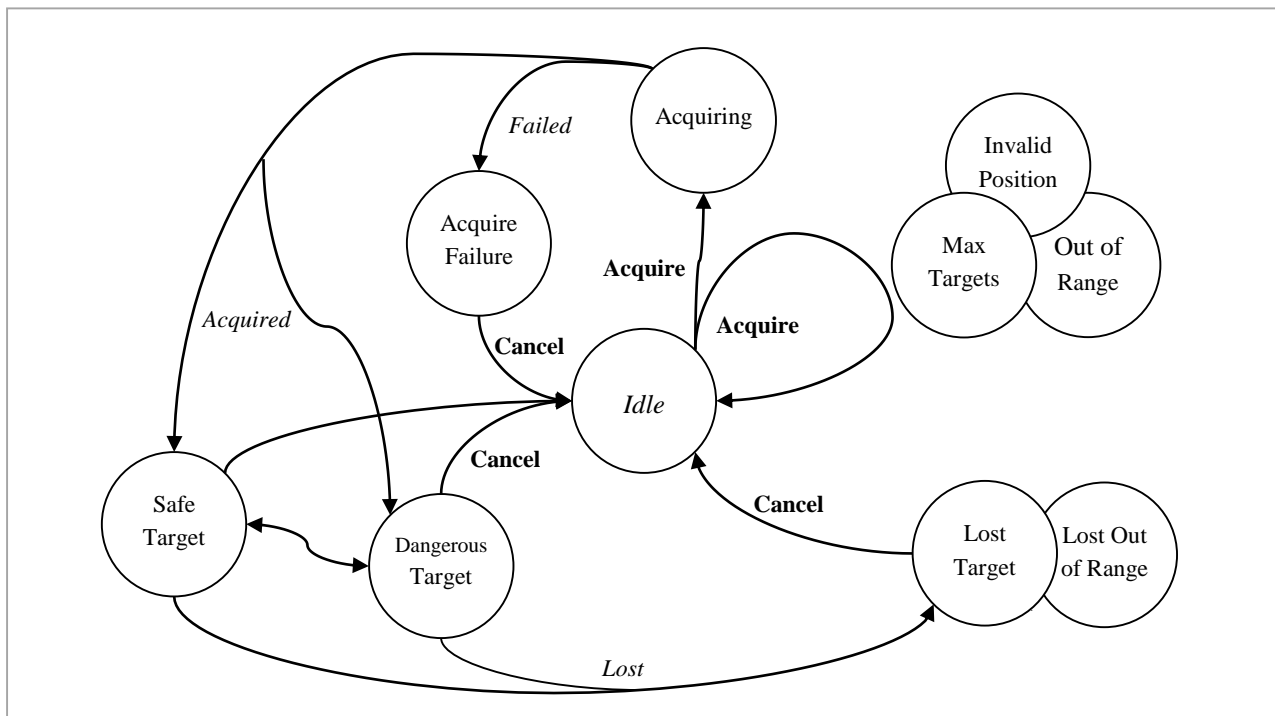 Acquiring
Failed
Invalid
Position
Acquire
Failure
Max
Targets
Out of
Range
Acquire
Acquire
Acquired
Cancel
Idle
Cancel
Safe
Target
Dangerous
Target
Cancel
Lost
Target
Lost Out
of Range
Lost